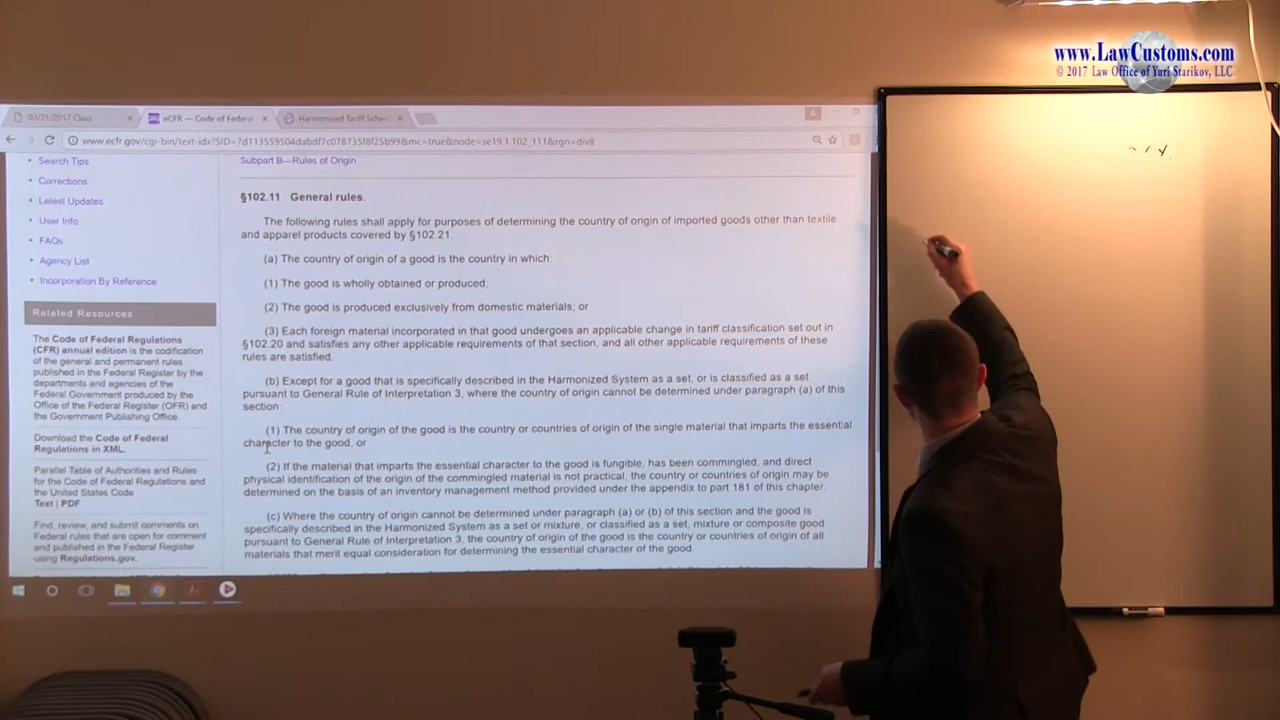 www.LawCustoms.com
© 2017 Law Office of Yuri Starikov, LLC
03/21/2017 Class
eCFR — Code of Federal
Harmonized Tariff Sche
www.ecfr.gov/cgi-bin/text-idx?SID=7d113559504dabdf7c078735f8f25b99&mc=true&node=se19.1.102_111&rgn=div8
Search Tips
Corrections
Latest Updates
User Info
FAQs
Agency List
Incorporation By Reference
Related Resources
The Code of Federal Regulations
(CFR) annual edition is the codification
of the general and permanent rules
published in the Federal Register by the
departments and agencies of the
Federal Government produced by the
Office of the Federal Register (OFR) and
the Government Publishing Office.
Download the Code of Federal
Regulations in XML.
Parallel Table of Authorities and Rules
for the Code of Federal Regulations and
the United States Code
Text | PDF
Find, review, and submit comments on
Federal rules that are open for comment
and published in the Federal Register
using Regulations.gov.
Subpart B—Rules of Origin
§102.11 General rules.
The following rules shall apply for purposes of determining the country of origin of imported goods other than textile
and apparel products covered by §102.21.
(a) The country of origin of a good is the country in which:
(1) The good is wholly obtained or produced;
(2) The good is produced exclusively from domestic materials; or
(3) Each foreign material incorporated in that good undergoes an applicable change in tariff classification set out in
§102.20 and satisfies any other applicable requirements of that section, and all other applicable requirements of these
rules are satisfied.
(b) Except for a good that is specifically described in the Harmonized System as a set, or is classified as a set
pursuant to General Rule of Interpretation 3, where the country of origin cannot be determined under paragraph (a) of this
section:
(1) The country of origin of the good is the country or countries of origin of the single material that imparts the essential
character to the good, or
(2) If the material that imparts the essential character to the good is fungible, has been commingled, and direct
physical identification of the origin of the commingled material is not practical, the country or countries of origin may be
determined on the basis of an inventory management method provided under the appendix to part 181 of this chapter.
(c) Where the country of origin cannot be determined under paragraph (a) or (b) of this section and the good is
specifically described in the Harmonized System as a set or mixture, or classified as a set, mixture or composite good
pursuant to General Rule of Interpretation 3, the country of origin of the good is the country or countries of origin of all
materials that merit equal consideration for determining the essential character of the good.